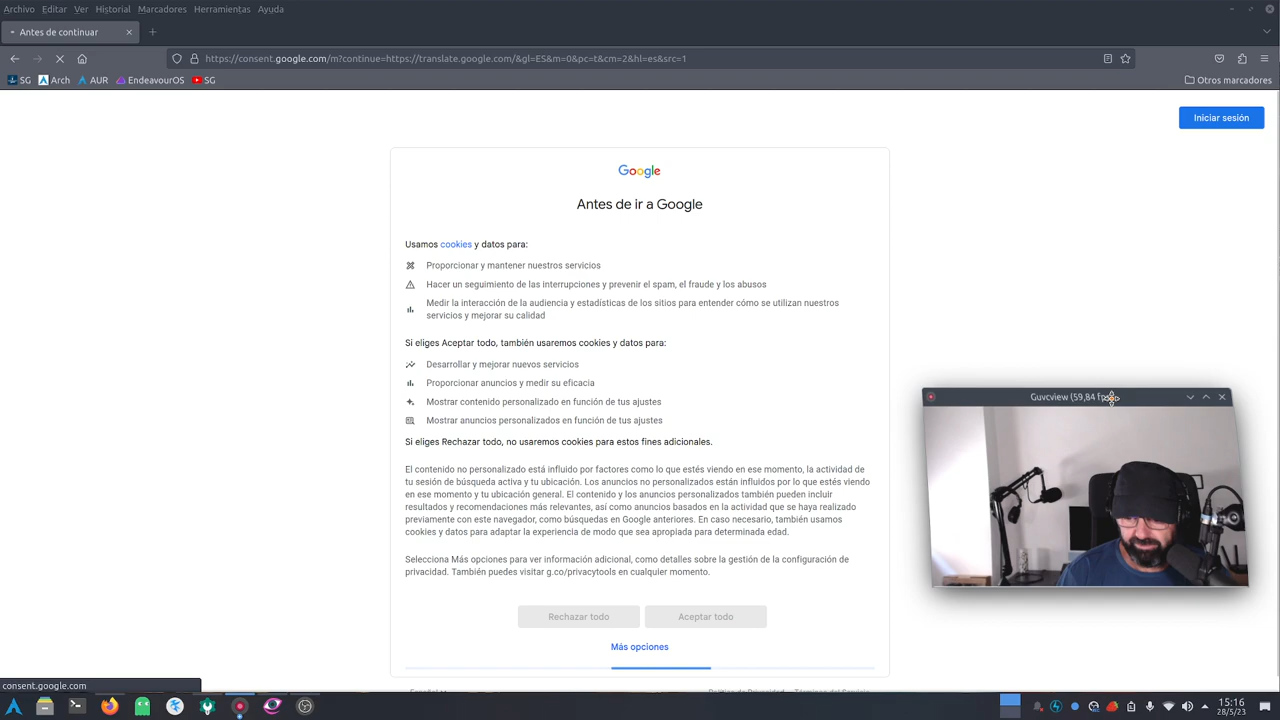 Archivo Editar Ver Historial Marcadores Herramientas Ayuda
Antes de continuar
https://consent.google.com/m?continue=https://translate.google.com/&gl=ES&m=0&pc=t&cm=2&hl=es&src=1
SG Arch AUR EndeavourOS SG Otros marcadores
Iniciar sesión
Google
Antes de ir a Google
Usamos cookies y datos para:
Proporcionar y mantener nuestros servicios
Hacer un seguimiento de las interrupciones y prevenir el spam, el fraude y los abusos
Medir la interacción de la audiencia y estadísticas de los sitios para entender cómo se utilizan nuestros
servicios y mejorar su calidad
Si eliges Aceptar todo, también usaremos cookies y datos para:
Desarrollar y mejorar nuevos servicios
Proporcionar anuncios y medir su eficacia
Mostrar contenido personalizado en función de tus ajustes
Mostrar anuncios personalizados en función de tus ajustes
Si eliges Rechazar todo, no usaremos cookies para estos fines adicionales.
El contenido no personalizado está influido por factores como lo que estés viendo en ese momento, la actividad de
tu sesión de búsqueda activa y tu ubicación. Los anuncios no personalizados están influidos por lo que estés viendo
en ese momento y tu ubicación general. El contenido y los anuncios personalizados también pueden incluir
resultados y recomendaciones más relevantes, así como anuncios basados en la actividad que se haya realizado
previamente con este navegador, como búsquedas en Google anteriores. En caso necesario, también usamos
cookies y datos para adaptar la experiencia de modo que sea apropiada para determinada edad.
Selecciona Más opciones para ver información adicional, como detalles sobre la gestión de la configuración de
privacidad. También puedes visitar g.co/privacytools en cualquier momento.
Rechazar todo Aceptar todo
Más opciones
Guvcview (59,84
consent.google.com
15:16
28/5/23